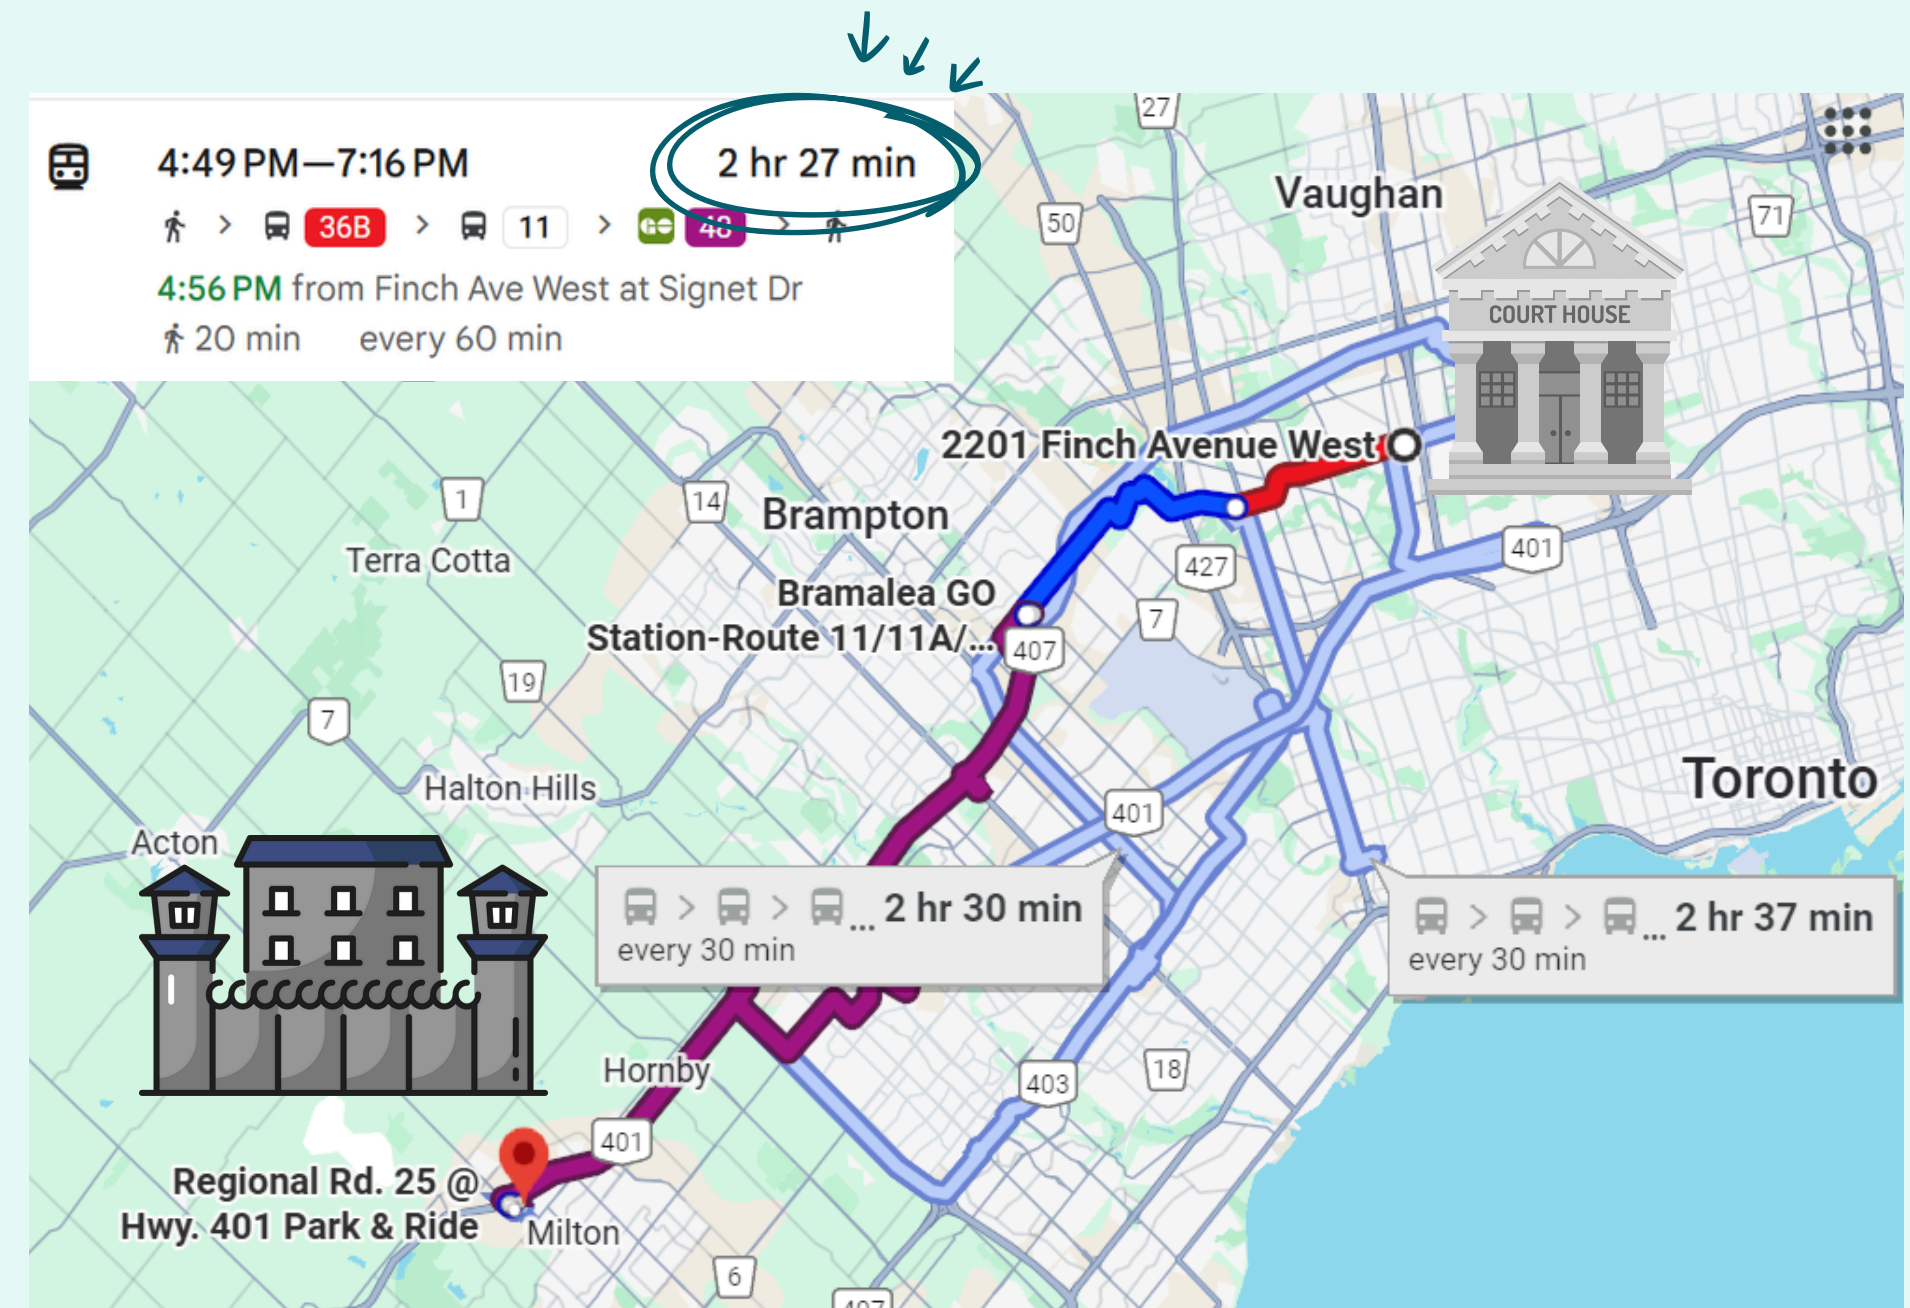 4:49 PM—7:16 PM 2 hr 27 min
36B 11 GO 48
4:56 PM from Finch Ave West at Signet Dr
20 min every 60 min
27
50
Vaughan
71
COURT HOUSE
2201 Finch Avenue West
1
14
Brampton
Terra Cotta
401
427
Bramalea GO
Station-Route 11/11A/...
7
407
19
7
Halton Hills
Toronto
401
Acton
... 2 hr 30 min
every 30 min
... 2 hr 37 min
every 30 min
Hornby
403
18
401
Regional Rd. 25 @
Hwy. 401 Park & Ride
Milton
6
407